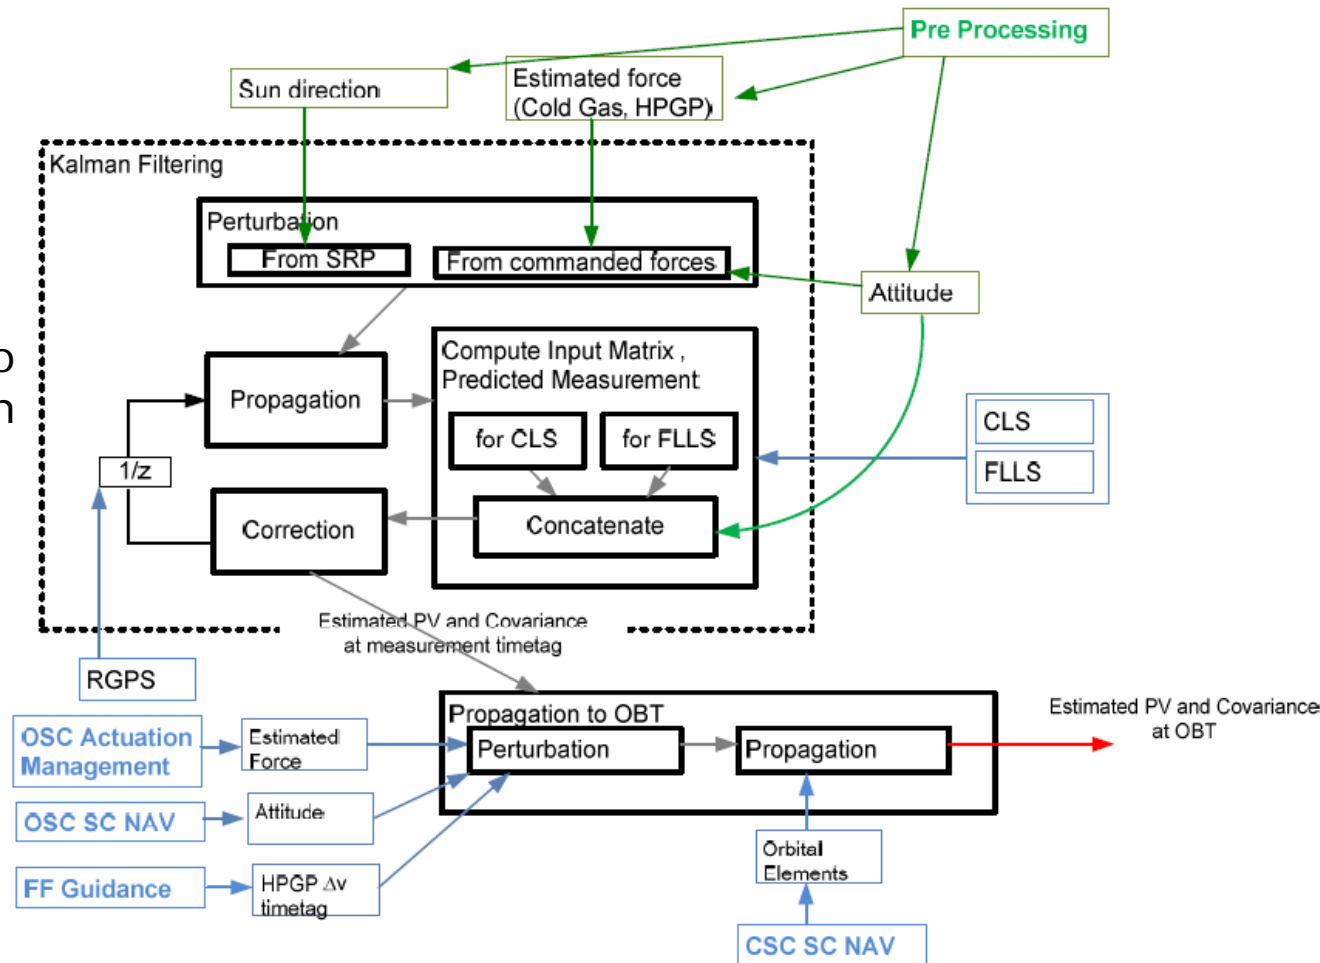 Pre Processing
Sun direction
Estimated force
(Cold Gas, HPGP)
Kalman Filtering
Perturbation
From SRP
From commanded forces
Attitude
Compute Input Matrix ,
Predicted Measurement
Propagation
for CLS
for FLLS
CLS
FLLS
1/z
Concatenate
Correction
Estimated PV and Covariance
at measurement timetag
RGPS
OSC Actuation
Management
Estimated
Force
Propagation to OBT
Perturbation
Propagation
Estimated PV and Covariance
at OBT
OSC SC NAV
Attitude
FF Guidance
HPGP Δv
timetag
Orbital
Elements
CSC SC NAV